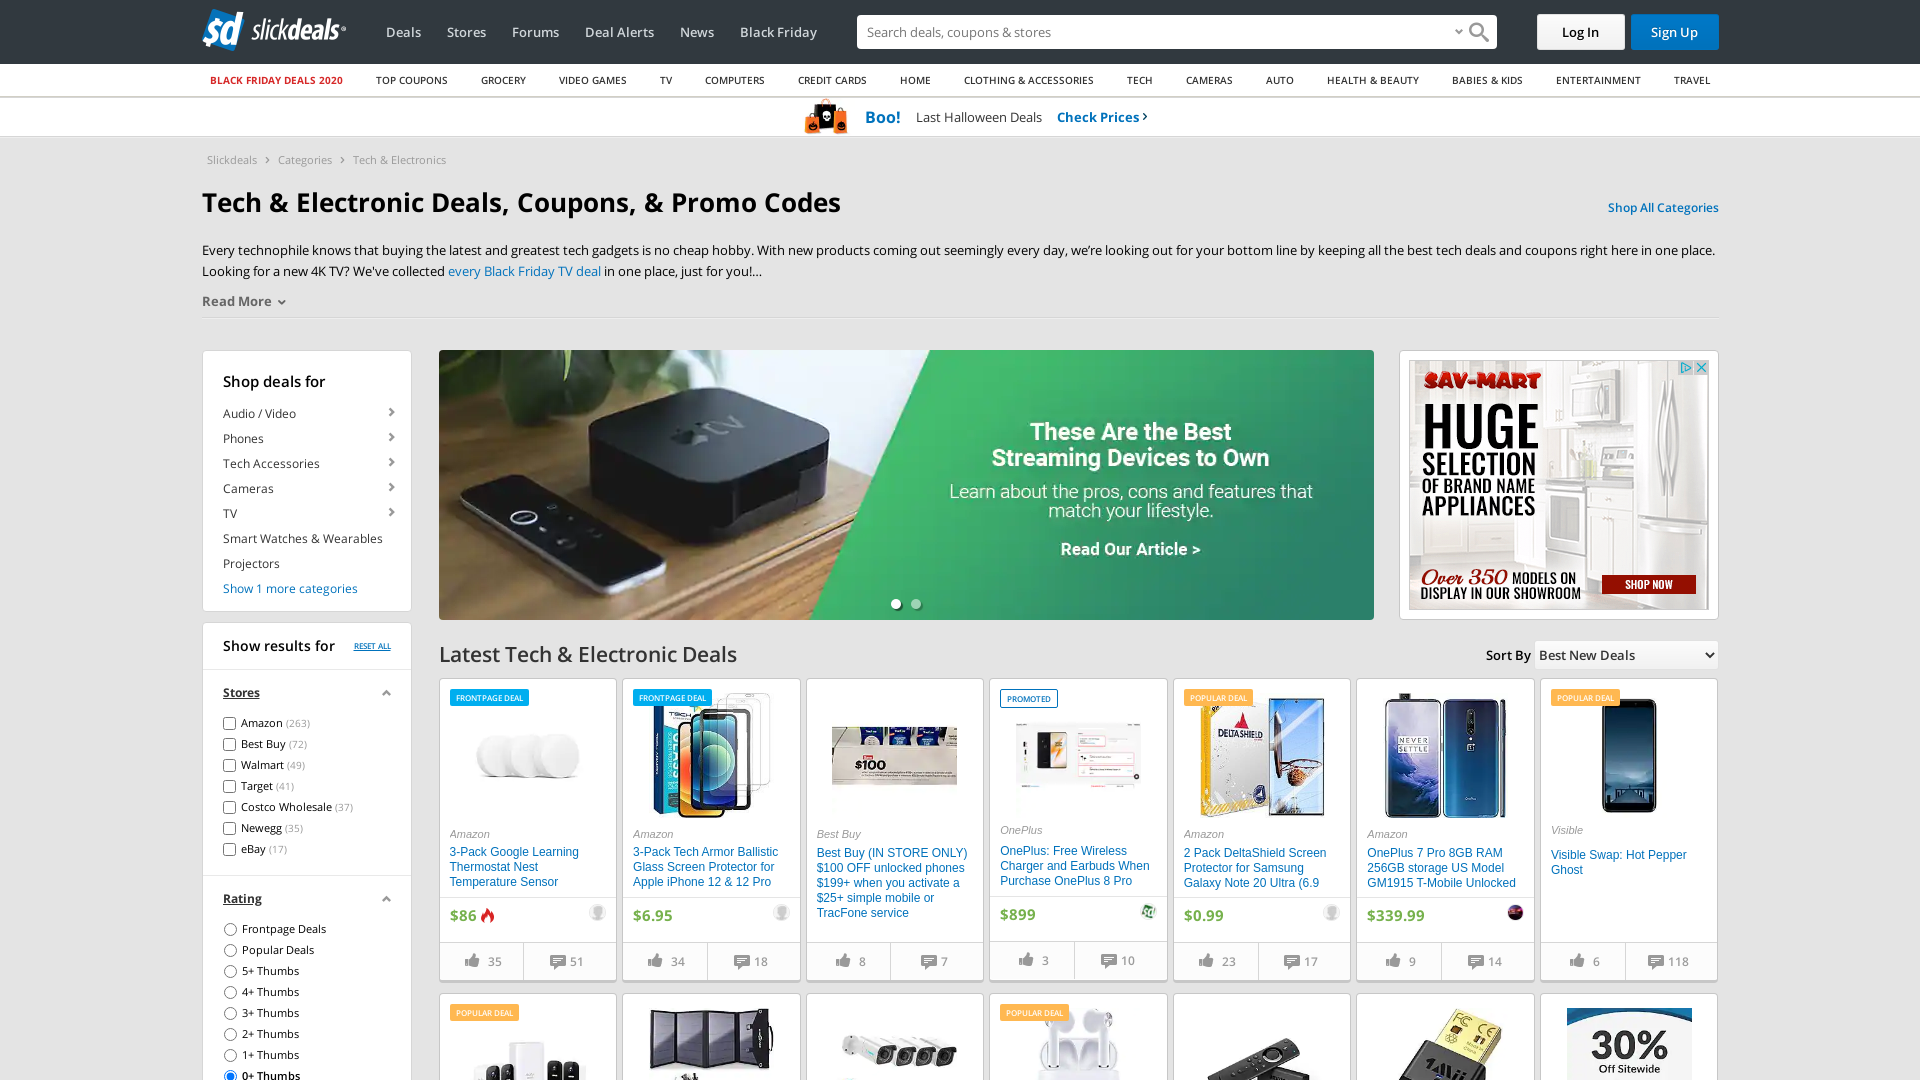 slickdeals
Deals
Stores
Forums
Deal Alerts
News
Black Friday
Search deals, coupons & stores
Log In
Sign Up
BLACK FRIDAY DEALS 2020
TOP COUPONS
GROCERY
VIDEO GAMES
TV
COMPUTERS
CREDIT CARDS
HOME
CLOTHING & ACCESSORIES
TECH
CAMERAS
AUTO
HEALTH & BEAUTY
BABIES & KIDS
ENTERTAINMENT
TRAVEL
Boo! Last Halloween Deals Check Prices
Slickdeals > Categories > Tech & Electronics
Tech & Electronic Deals, Coupons, & Promo Codes
Shop All Categories
Every technophile knows that buying the latest and greatest tech gadgets is no cheap hobby. With new products coming out seemingly every day, we’re looking out for your bottom line by keeping all the best tech deals and coupons right here in one place.
Looking for a new 4K TV? We've collected every Black Friday TV deal in one place, just for you!...
Read More
Shop deals for
Audio / Video
Phones
Tech Accessories
Cameras
TV
Smart Watches & Wearables
Projectors
Show 1 more categories
Show results for
RESET ALL
Stores
Amazon (263)
Best Buy (72)
Walmart (49)
Target (41)
Costco Wholesale (37)
Newegg (35)
eBay (17)
Rating
Frontpage Deals
Popular Deals
5+ Thumbs
4+ Thumbs
3+ Thumbs
2+ Thumbs
1+ Thumbs
0+ Thumbs
tv
These Are the Best
Streaming Devices to Own
Learn about the pros, cons and features that
match your lifestyle.
Read Our Article >
SAV-MART
HUGE
SELECTION
OF BRAND NAME
APPLIANCES
Over 350 MODELS ON
DISPLAY IN OUR SHOWROOM
SHOP NOW
Latest Tech & Electronic Deals
Sort By
Best New Deals
FRONTPAGE DEAL
Amazon
3-Pack Google Learning
Thermostat Nest
Temperature Sensor
$86
35
51
FRONTPAGE DEAL
Amazon
3-Pack Tech Armor Ballistic
Glass Screen Protector for
Apple iPhone 12 & 12 Pro
$6.95
34
18
$100
Best Buy
Best Buy (IN STORE ONLY)
$100 OFF unlocked phones
$199+ when you activate a
$25+ simple mobile or
TracFone service
8
7
PROMOTED
OnePlus
OnePlus: Free Wireless
Charger and Earbuds When
Purchase OnePlus 8 Pro
$899
3
10
POPULAR DEAL
DELTASHIELD
Amazon
2 Pack DeltaShield Screen
Protector for Samsung
Galaxy Note 20 Ultra (6.9
$0.99
23
17
NEVER
SETTLE
Amazon
OnePlus 7 Pro 8GB RAM
256GB storage US Model
GM1915 T-Mobile Unlocked
$339.99
9
14
POPULAR DEAL
Visible
Visible Swap: Hot Pepper
Ghost
6
118
POPULAR DEAL
POPULAR DEAL
30%
Off Sitewide